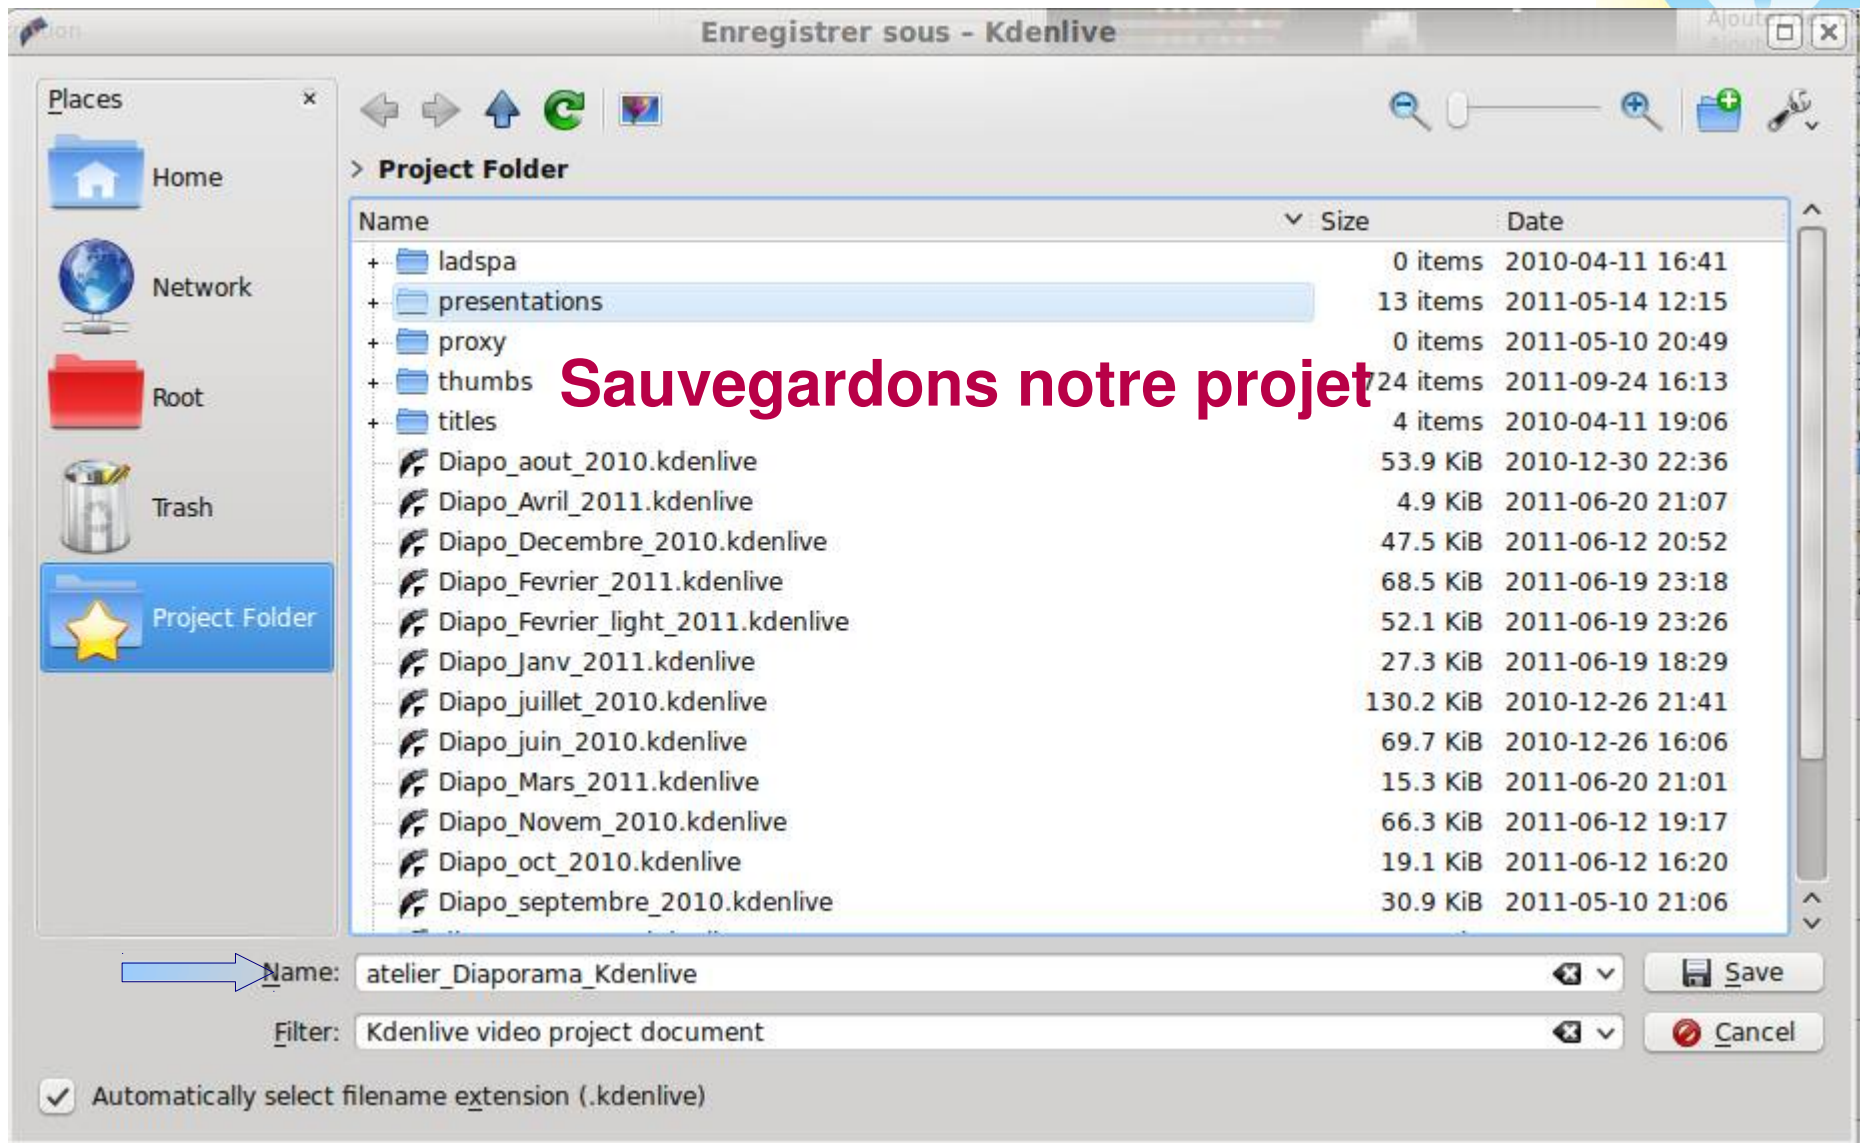 Enregistrer sous – Kdenlive
Places
Home
Network
Root
Trash
Project Folder
> Project Folder
Name Size Date
ladspa 0 items 2010-04-11 16:41
presentations 13 items 2011-05-14 12:15
proxy 0 items 2011-05-10 20:49
Sauvegardons notre projet
thumbs 724 items 2011-09-24 16:13
titles 4 items 2010-04-11 19:06
Diapo_aout_2010.kdenlive 53.9 KiB 2010-12-30 22:36
Diapo_Avril_2011.kdenlive 4.9 KiB 2011-06-20 21:07
Diapo_Decembre_2010.kdenlive 47.5 KiB 2011-06-12 20:52
Diapo_Fevrier_2011.kdenlive 68.5 KiB 2011-06-19 23:18
Diapo_Fevrier_light_2011.kdenlive 52.1 KiB 2011-06-19 23:26
Diapo_Janv_2011.kdenlive 27.3 KiB 2011-06-19 18:29
Diapo_juillet_2010.kdenlive 130.2 KiB 2010-12-26 21:41
Diapo_juin_2010.kdenlive 69.7 KiB 2010-12-26 16:06
Diapo_Mars_2011.kdenlive 15.3 KiB 2011-06-20 21:01
Diapo_Novem_2010.kdenlive 66.3 KiB 2011-06-12 19:17
Diapo_oct_2010.kdenlive 19.1 KiB 2011-06-12 16:20
Diapo_septembre_2010.kdenlive 30.9 KiB 2011-05-10 21:06
Name: atelier_Diaporama_Kdenlive Save
Filter: Kdenlive video project document Cancel
Automatically select filename extension (.kdenlive)